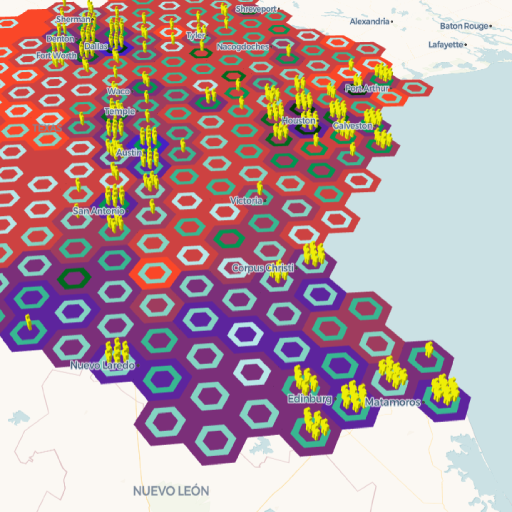 Shreveport
Sherman
Alexandria
Baton Rouge
Denton
Dallas
Tyler
Lafayette
Nacogdoches
Fort Worth
Waco
Port Arthur
Temple
Houston
Galveston
Austin
Victoria
San Antonio
Corpus Christi
Nuevo Laredo
Edinburg
Matamoros
NUEVO LEÓN